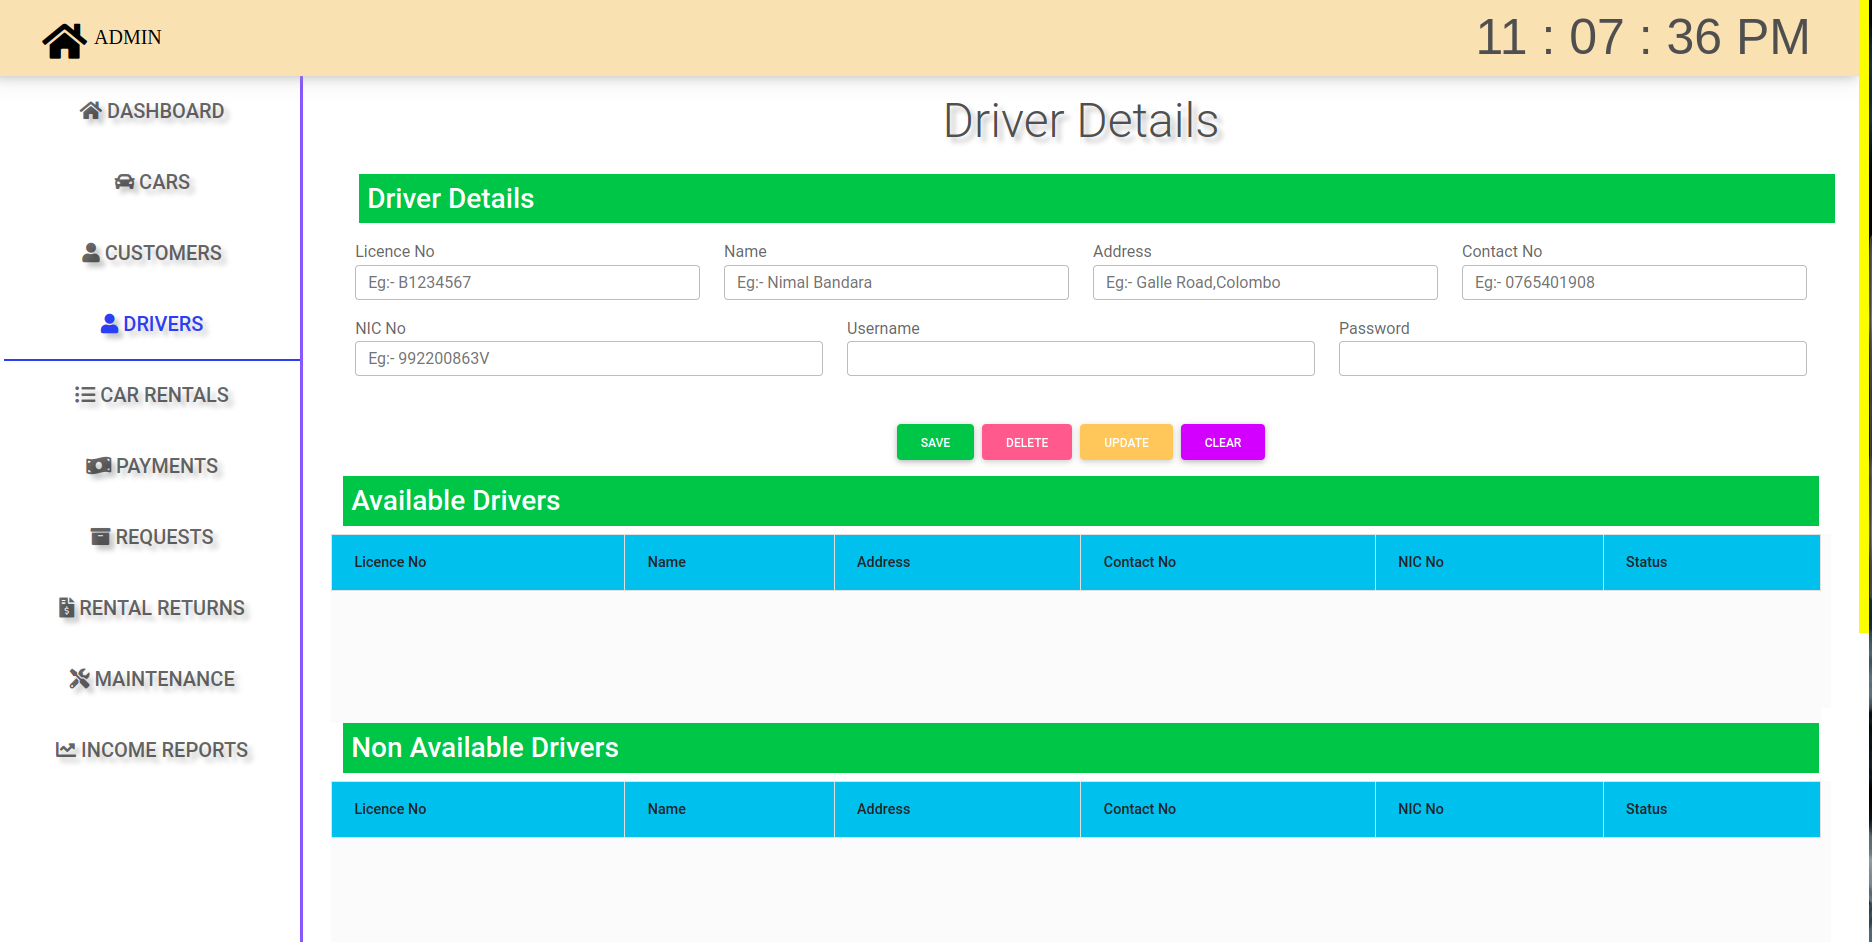 ADMIN
11 : 07 : 36 PM
DASHBOARD
CARS
CUSTOMERS
DRIVERS
CAR RENTALS
PAYMENTS
REQUESTS
RENTAL RETURNS
MAINTENANCE
INCOME REPORTS
Driver Details
Driver Details
Licence No Name Address Contact No
Eg:- B1234567 Eg:- Nimal Bandara Eg:- Galle Road,Colombo Eg:- 0765401908
NIC No Username Password
Eg:- 992200863V
SAVE DELETE UPDATE CLEAR
Available Drivers
Licence No Name Address Contact No NIC No Status
Non Available Drivers
Licence No Name Address Contact No NIC No Status